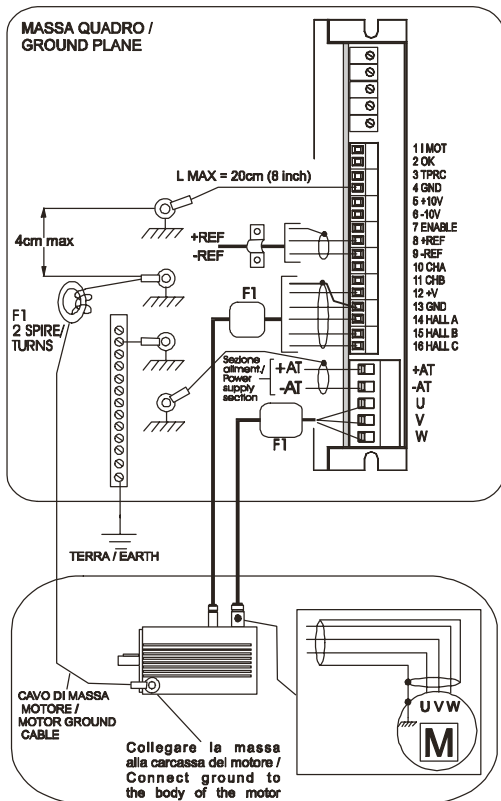 MASSA QUADRO /
GROUND PLANE
L MAX = 20cm (8 inch)
4cm max
+REF
-REF
F1
2 SPIRE/
TURNS
F1
Sezione
aliment./
Power
supply
section
+AT
-AT
F1
1 I MOT
2 OK
3 TPRC
4 GND
5 +10V
6 -10V
7 ENABLE
8 +REF
9 -REF
10 CHA
11 CHB
12 +V
13 GND
14 HALL A
15 HALL B
16 HALL C
+AT
-AT
U
V
W
TERRA / EARTH
CAVO DI MASSA
MOTORE /
MOTOR GROUND
CABLE
Collegare la massa
alla carcassa del motore /
Connect ground to
the body of the motor
U V W
M